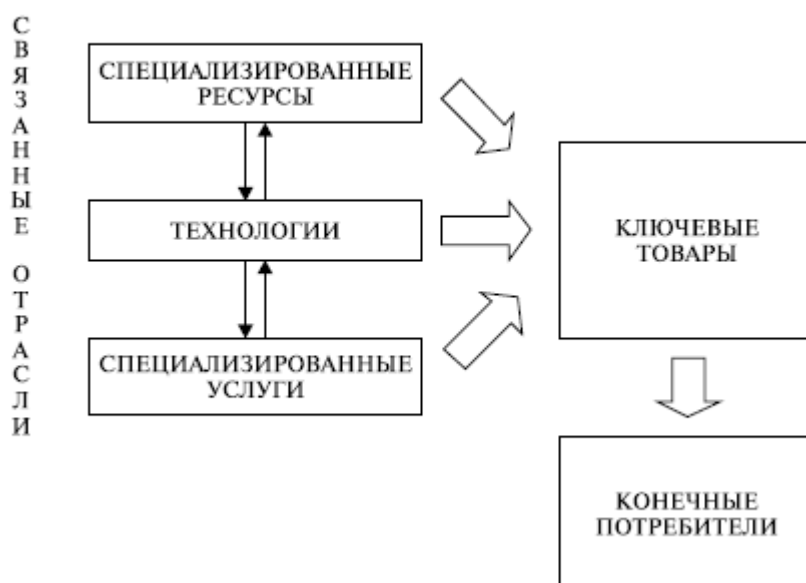 СВЯЗАННЫЕ ОТРАСЛИ
СПЕЦИАЛИЗИРОВАННЫЕ
РЕСУРСЫ
ТЕХНОЛОГИИ
СПЕЦИАЛИЗИРОВАННЫЕ
УСЛУГИ
КЛЮЧЕВЫЕ
ТОВАРЫ
КОНЕЧНЫЕ
ПОТРЕБИТЕЛИ